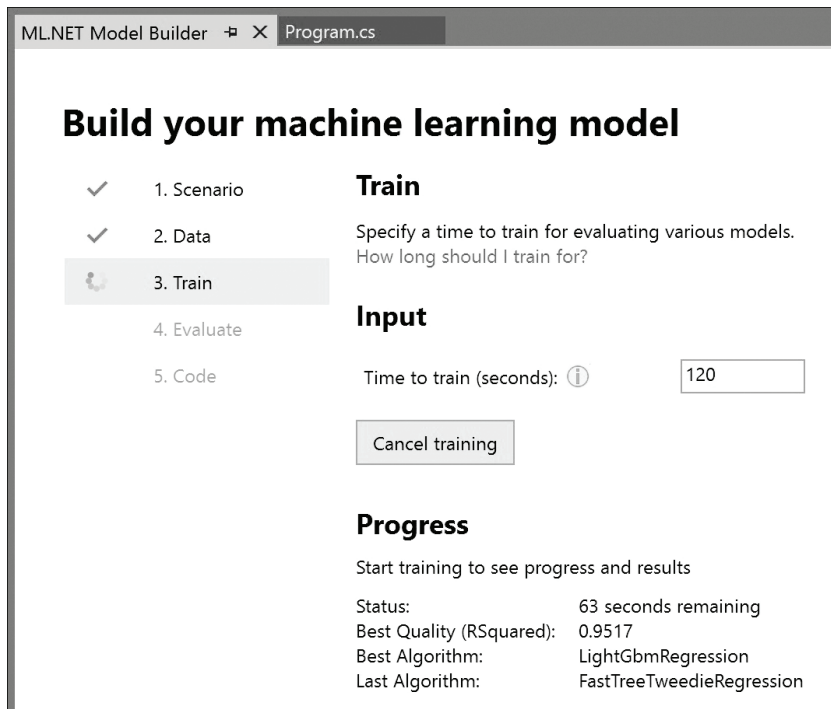 ML.NET Model Builder Program.cs
Build your machine learning model
1. Scenario
2. Data
3. Train
4. Evaluate
5. Code
Train
Specify a time to train for evaluating various models.
How long should I train for?
Input
Time to train (seconds): 120
Cancel training
Progress
Start training to see progress and results
Status: 63 seconds remaining
Best Quality (RSquared): 0.9517
Best Algorithm: LightGbmRegression
Last Algorithm: FastTreeTweedieRegression